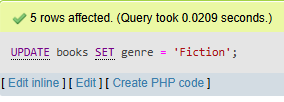 5 rows affected. (Query took 0.0209 seconds.)
UPDATE books SET genre = 'Fiction';
[ Edit inline ] [ Edit ] [ Create PHP code ]